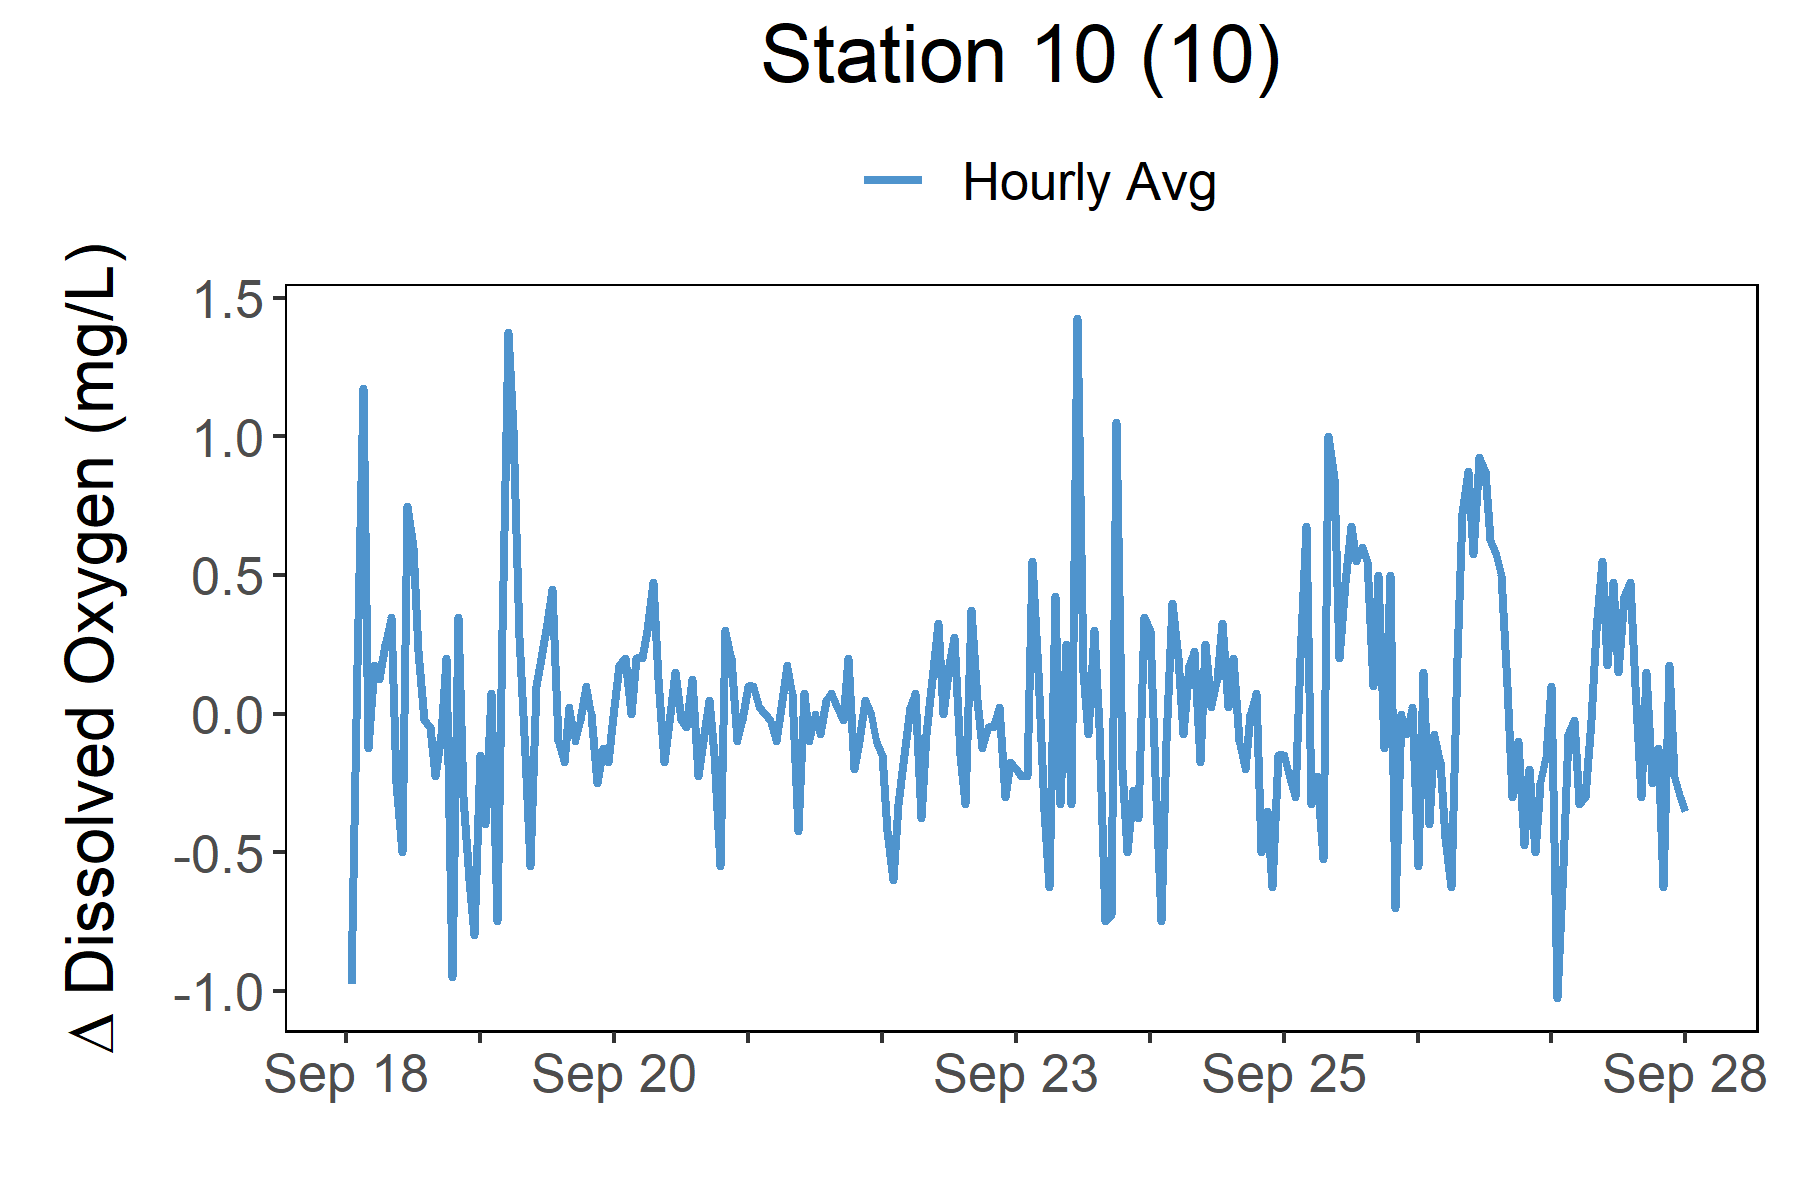 Station 10 (10)
Hourly Avg
Δ Dissolved Oxygen (mg/L)
1.5
1.0
0.5
0.0
-0.5
-1.0
Sep 18 Sep 20 Sep 23 Sep 25 Sep 28